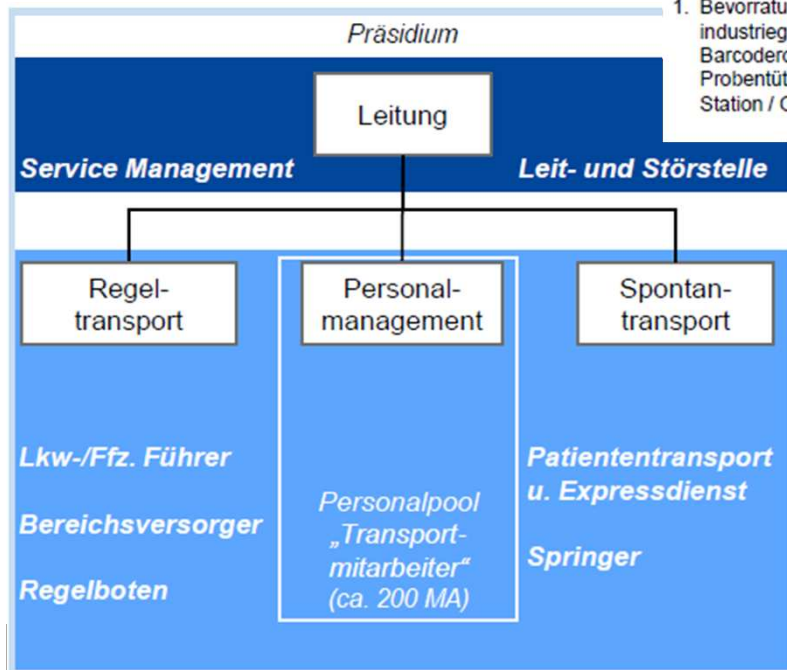 Präsidium
1. Bevorratu
industrieg
Barcoder
Probentüt
Station /
Leitung
Service Management
Leit- und Störstelle
Regel-
transport
Personal-
management
Spontan-
transport
Lkw-/Ffz. Führer
Bereichsversorger
Regelboten
Personalpool
„Transport-
mitarbeiter“
(ca. 200 MA)
Patiententransport
u. Expressdienst
Springer